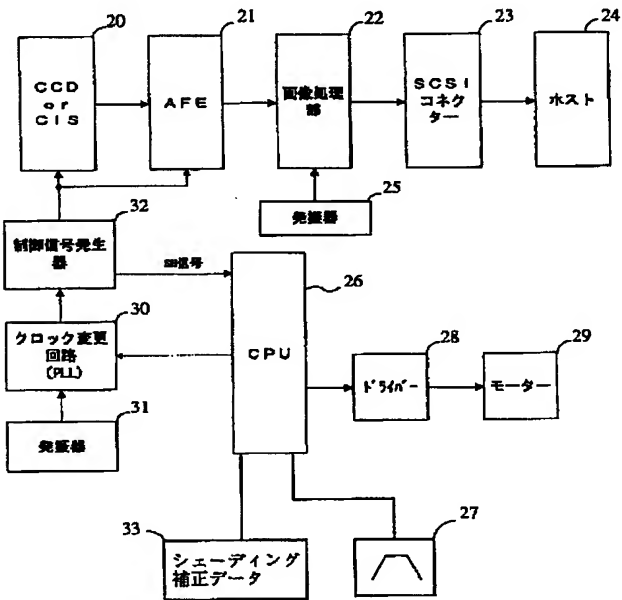 20
21
22
23
24
CCD
or
CIS
AFE
画像処理
部
SCSI
コネク
ター
ホスト
25
発振器
32
制御信号発生
器
SH信号
26
CPU
30
クロック変更
回路
(PLL)
28
ドライバー
29
モーター
31
発振器
33
シェーディング
補正データ
27